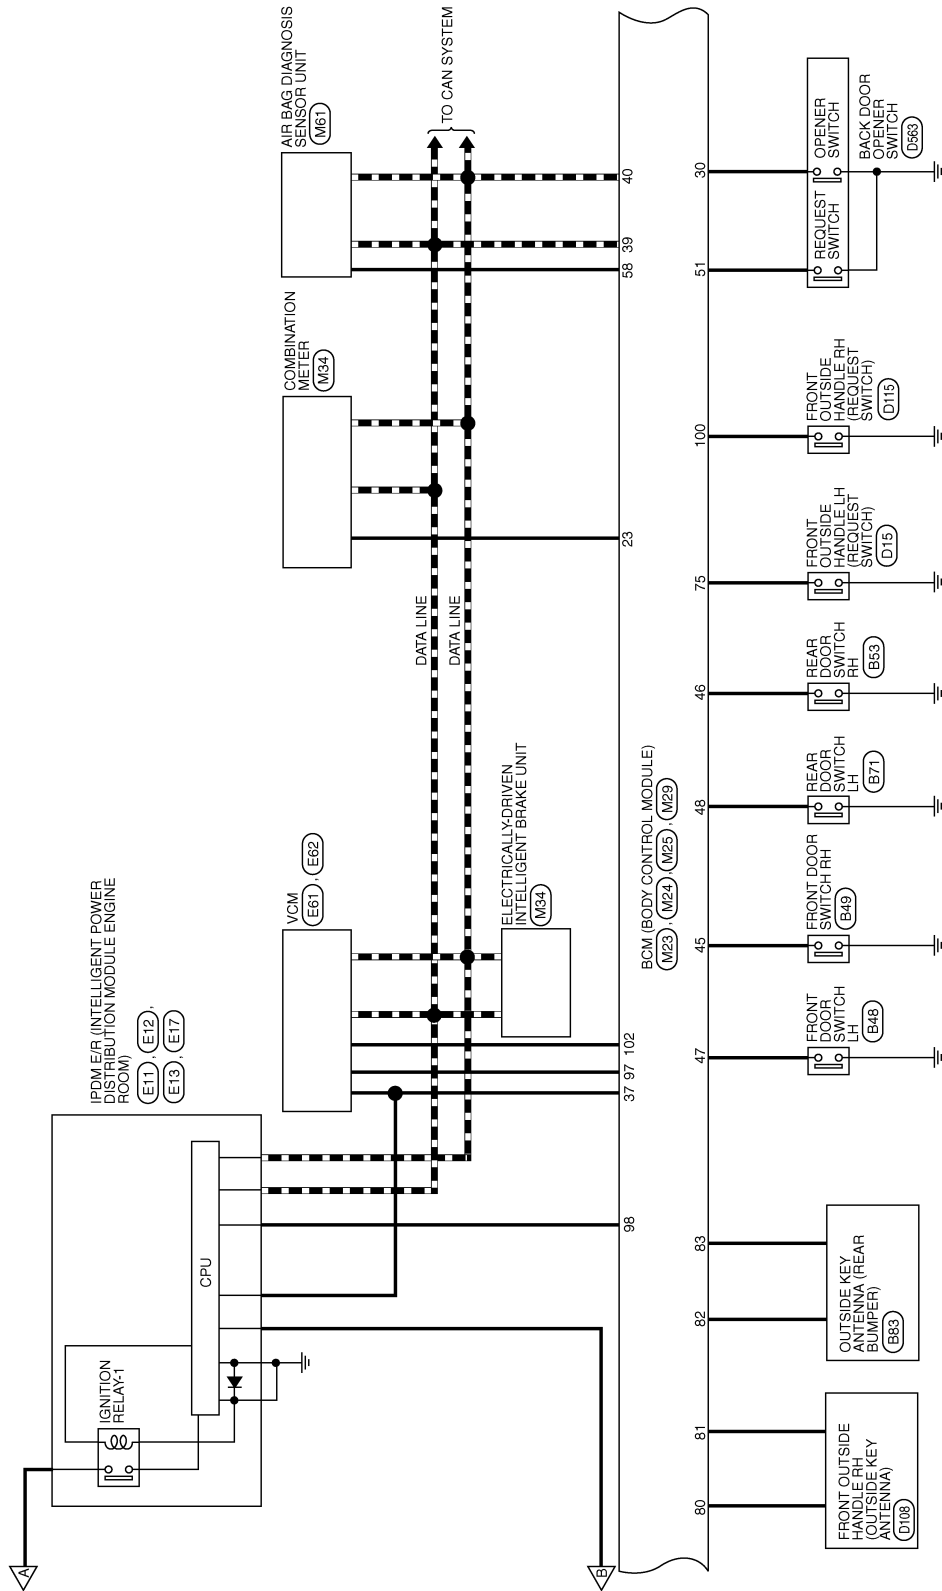 A
IGNITION
RELAY-1
CPU
IPDM E/R (INTELLIGENT POWER
DISTRIBUTION MODULE ENGINE
ROOM)
E11 , E12 ,
E13 , E17
VCM
E61 , E62
ELECTRICALLY-DRIVEN
INTELLIGENT BRAKE UNIT
M34
DATA LINE
DATA LINE
COMBINATION
METER
M34
AIR BAG DIAGNOSIS
SENSOR UNIT
M61
TO CAN SYSTEM
B
98
37
97
102
23
58
39
40
BCM (BODY CONTROL MODULE)
M23 , M24 , M25 , M29
80
81
82
83
47
45
48
46
75
100
51
30
FRONT OUTSIDE
HANDLE RH
(OUTSIDE KEY
ANTENNA)
D108
OUTSIDE KEY
ANTENNA (REAR
BUMPER)
B83
FRONT
DOOR
SWITCH
LH
B48
FRONT DOOR
SWITCH RH
B49
REAR
DOOR
SWITCH
LH
B71
REAR
DOOR
SWITCH
RH
B53
FRONT
OUTSIDE
HANDLE LH
(REQUEST
SWITCH)
D15
FRONT
OUTSIDE
HANDLE RH
(REQUEST
SWITCH)
D115
REQUEST
SWITCH
OPENER
SWITCH
BACK DOOR
OPENER
SWITCH
D563